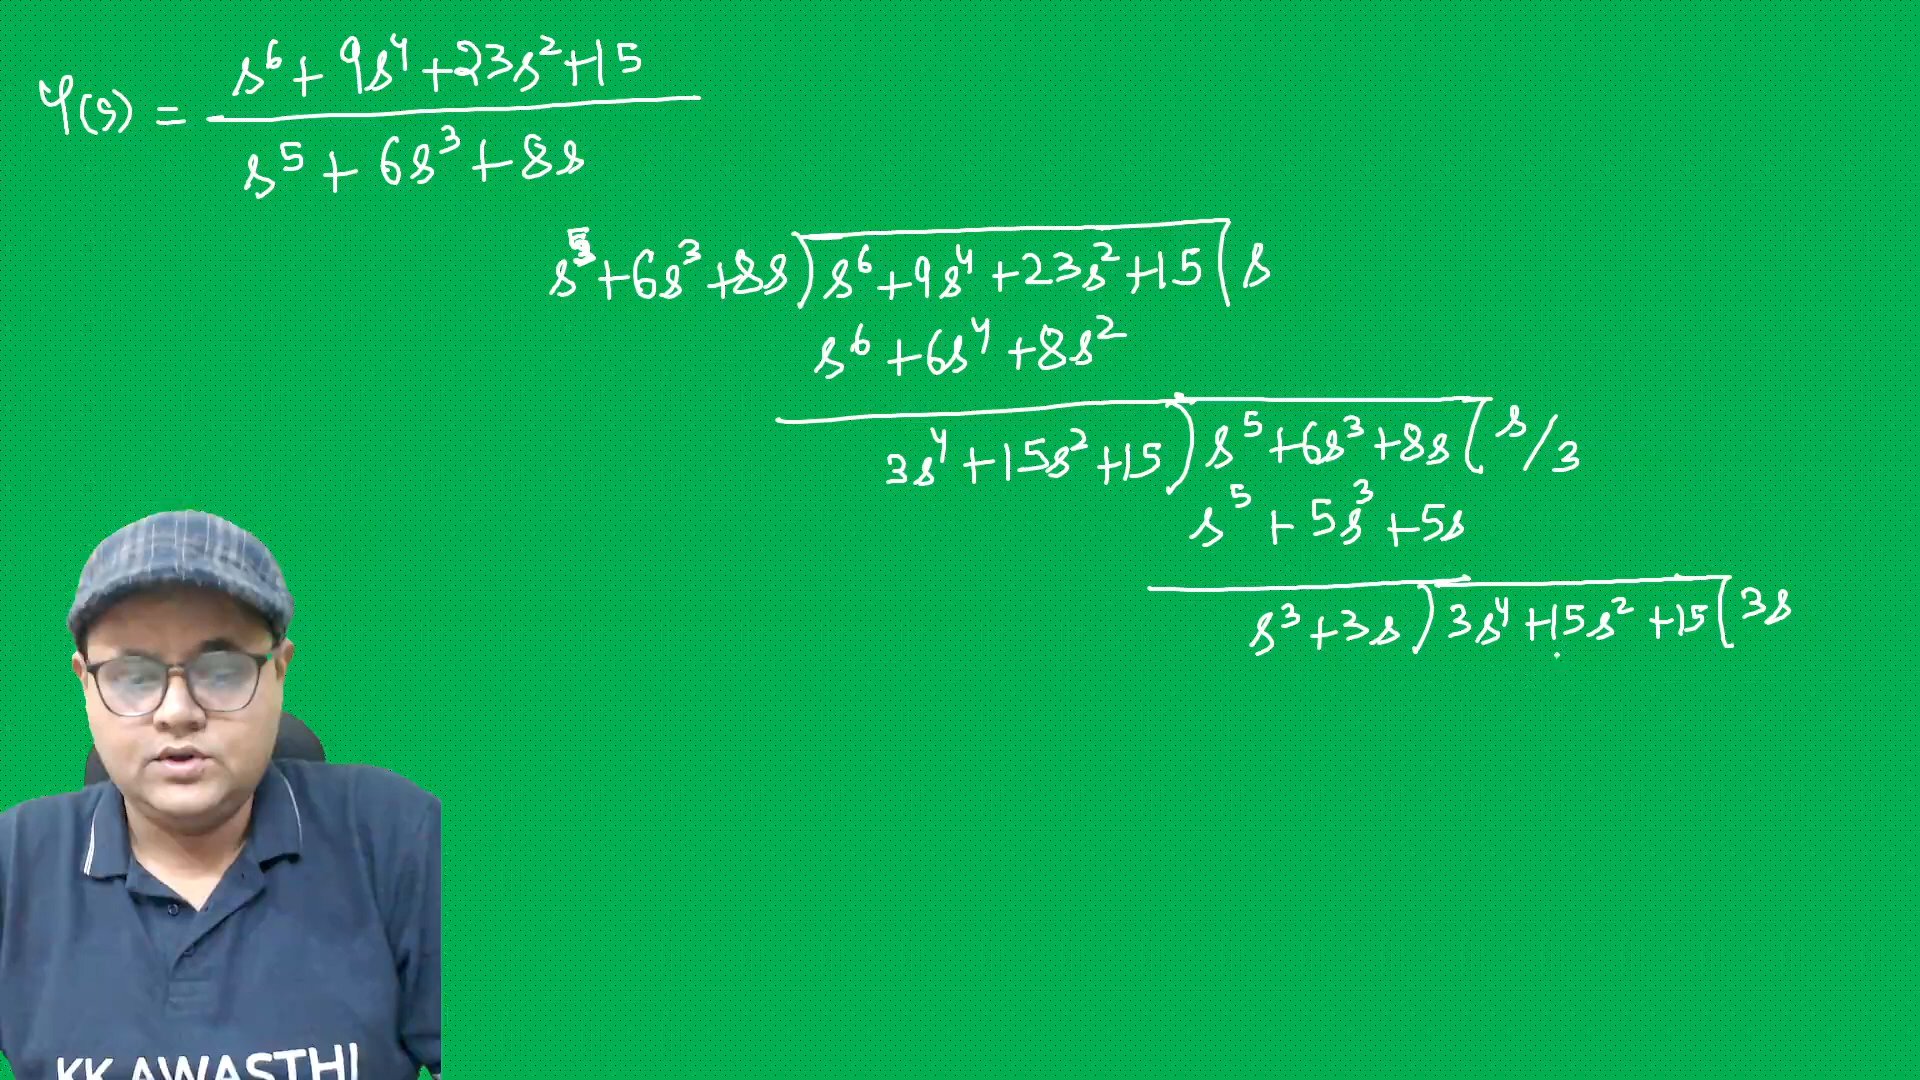 Y(s) = s⁶ + 9s⁴ + 23s² + 15 / s⁵ + 6s³ + 8s
s⁵ + 6s³ + 8s ) s⁶ + 9s⁴ + 23s² + 15 ( s
s⁶ + 6s⁴ + 8s²
3s⁴ + 15s² + 15 ) s⁵ + 6s³ + 8s ( s/3
s⁵ + 5s³ + 5s
s³ + 3s ) 3s⁴ + 15s² + 15 ( 3s
KK AWASTHI